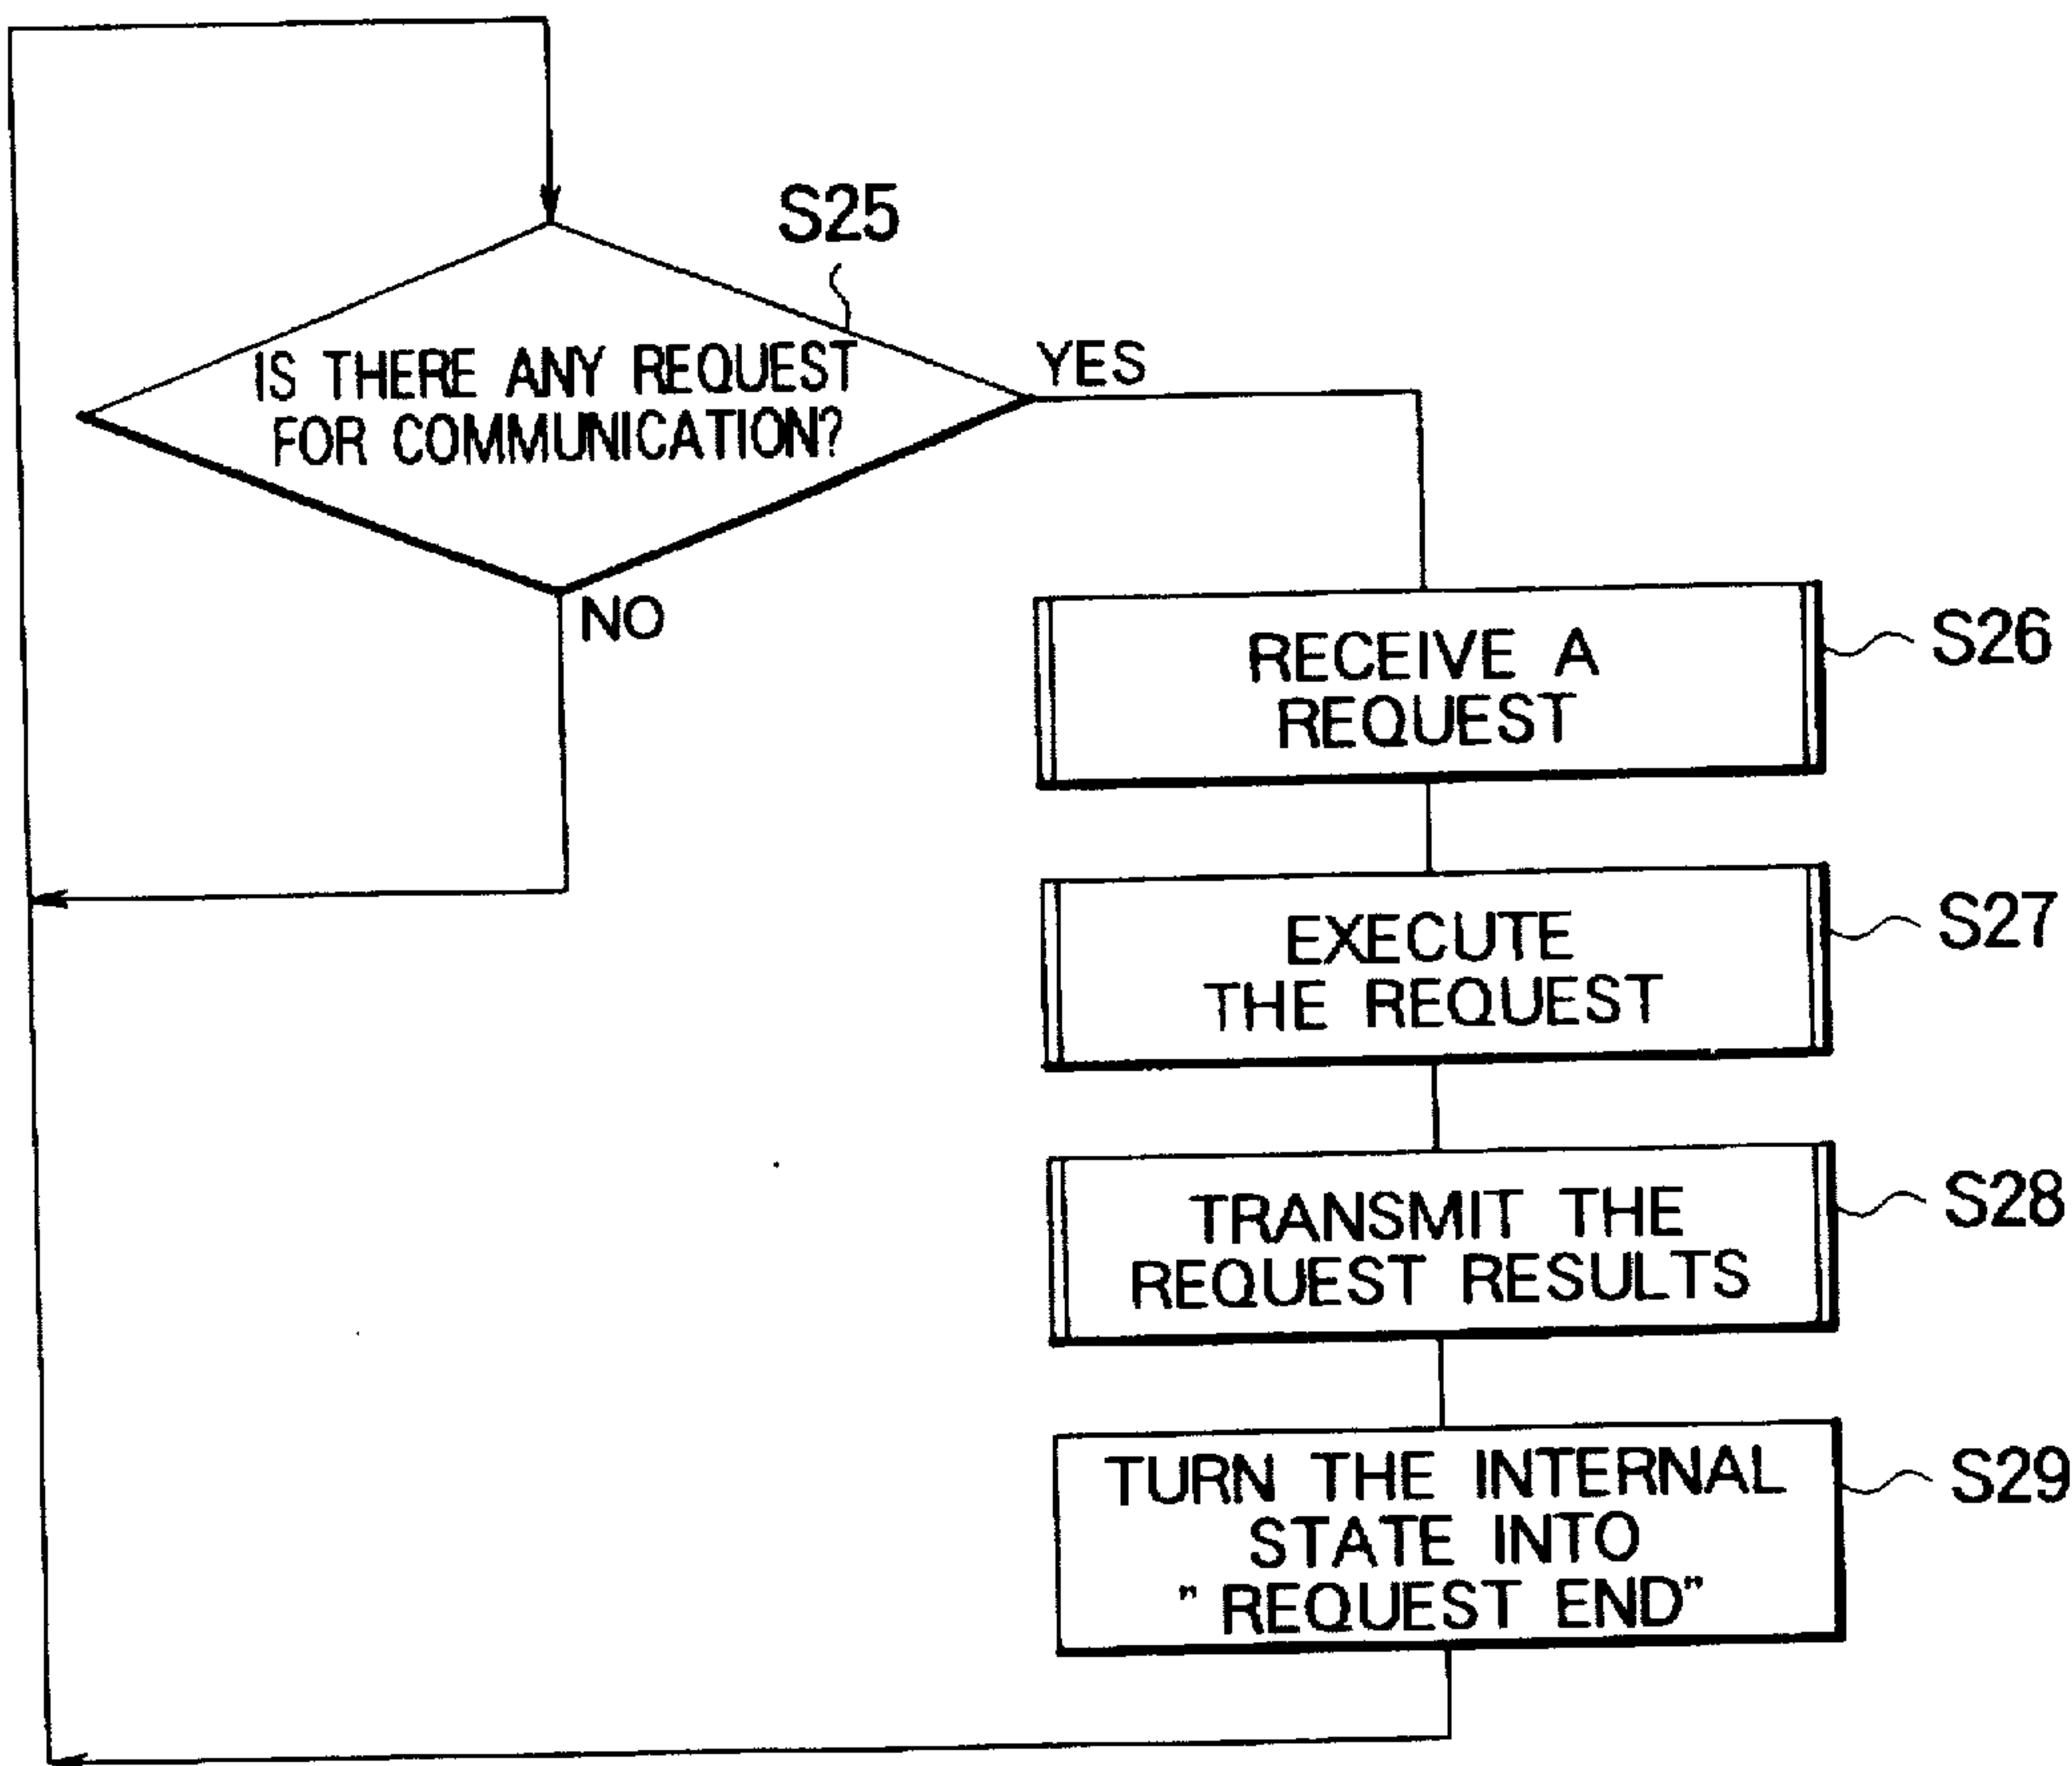 S25
IS THERE ANY REQUEST
FOR COMMUNICATION?
YES
NO
RECEIVE A
REQUEST
S26
EXECUTE
THE REQUEST
S27
TRANSMIT THE
REQUEST RESULTS
S28
TURN THE INTERNAL
STATE INTO
" REQUEST END"
S29